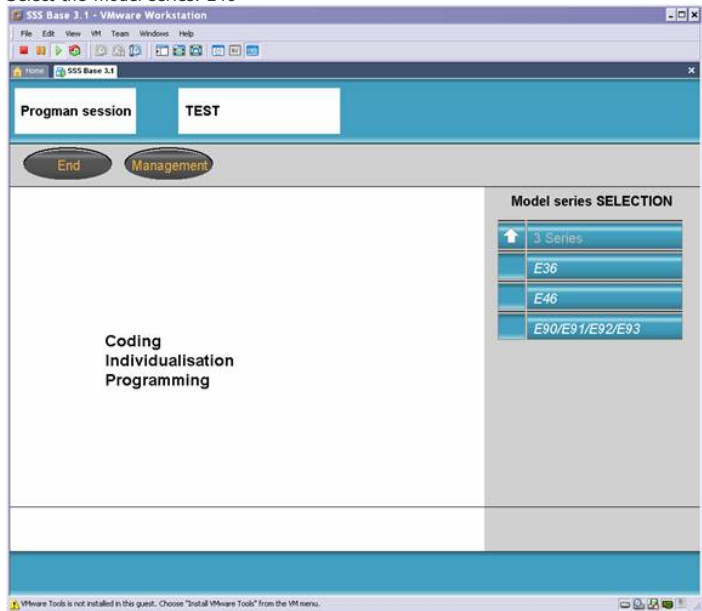 SSS Base 3.1 - VMware Workstation
File Edit View VM Team Windows Help
Home SSS Base 3.1
Progman session
TEST
End
Management
Model series SELECTION
3 Series
E36
E46
E90/E91/E92/E93
Coding
Individualisation
Programming
VMware Tools is not installed in this guest. Choose "Install VMware Tools" from the VM menu.